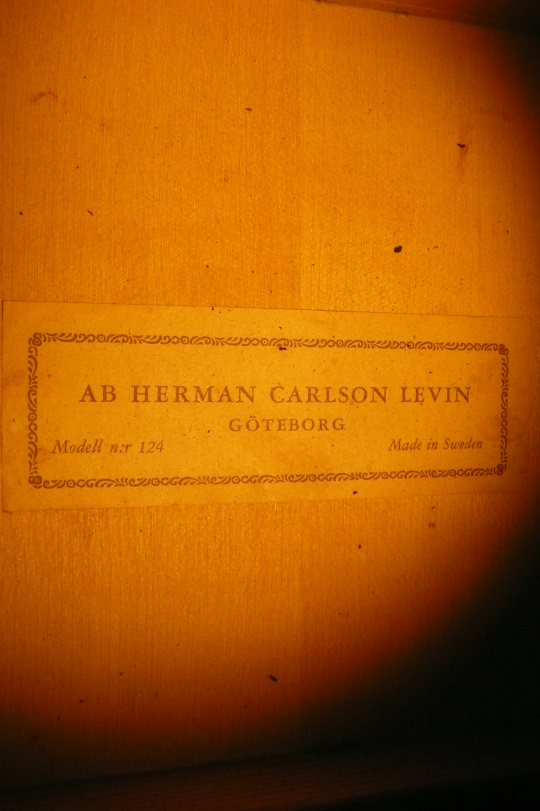 AB HERMAN CARLSON LEVIN
GÖTEBORG
Modell n:r 124 Made in Sweden